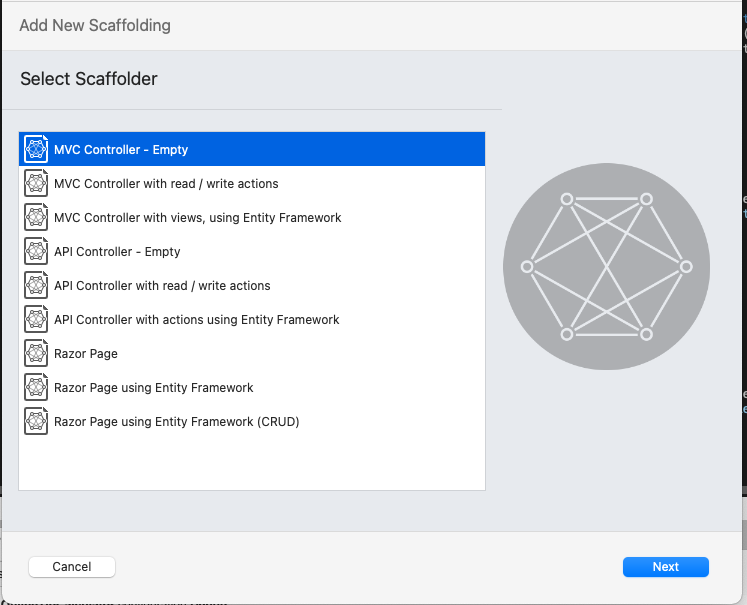 Add New Scaffolding
Select Scaffolder
MVC Controller - Empty
MVC Controller with read / write actions
MVC Controller with views, using Entity Framework
API Controller - Empty
API Controller with read / write actions
API Controller with actions using Entity Framework
Razor Page
Razor Page using Entity Framework
Razor Page using Entity Framework (CRUD)
Cancel
Next